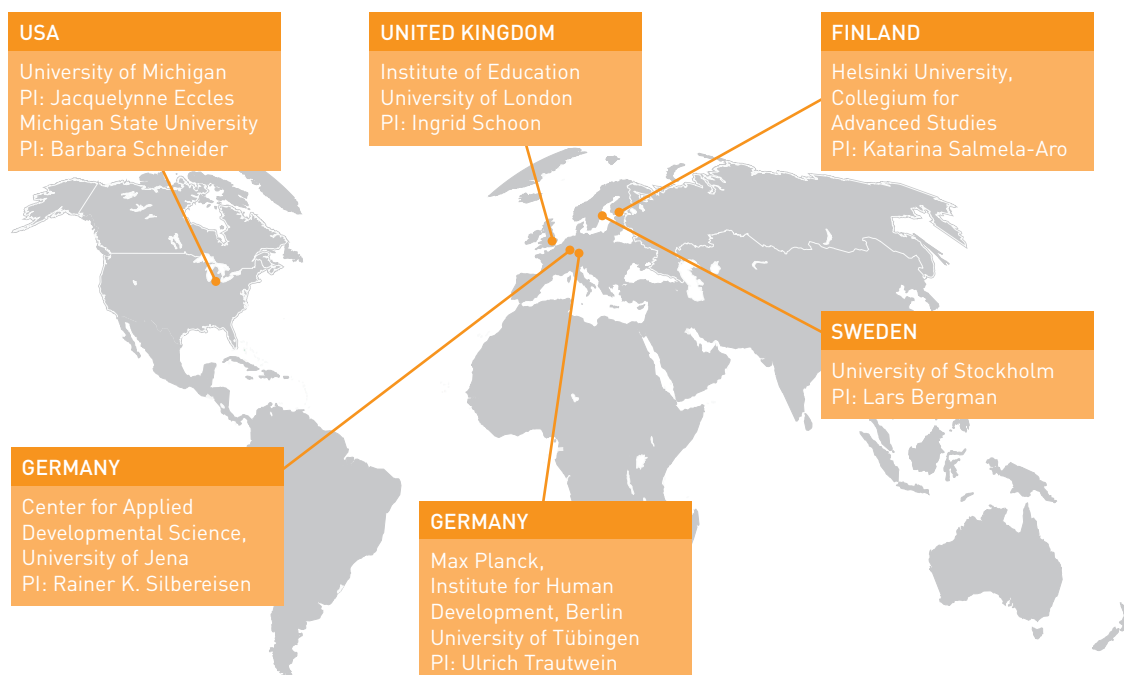 USA
University of Michigan
PI: Jacquelynne Eccles
Michigan State University
PI: Barbara Schneider
UNITED KINGDOM
Institute of Education
University of London
PI: Ingrid Schoon
FINLAND
Helsinki University,
Collegium for
Advanced Studies
PI: Katarina Salmela-Aro
SWEDEN
University of Stockholm
PI: Lars Bergman
GERMANY
Center for Applied
Developmental Science,
University of Jena
PI: Rainer K. Silbereisen
GERMANY
Max Planck,
Institute for Human
Development, Berlin
University of Tübingen
PI: Ulrich Trautwein